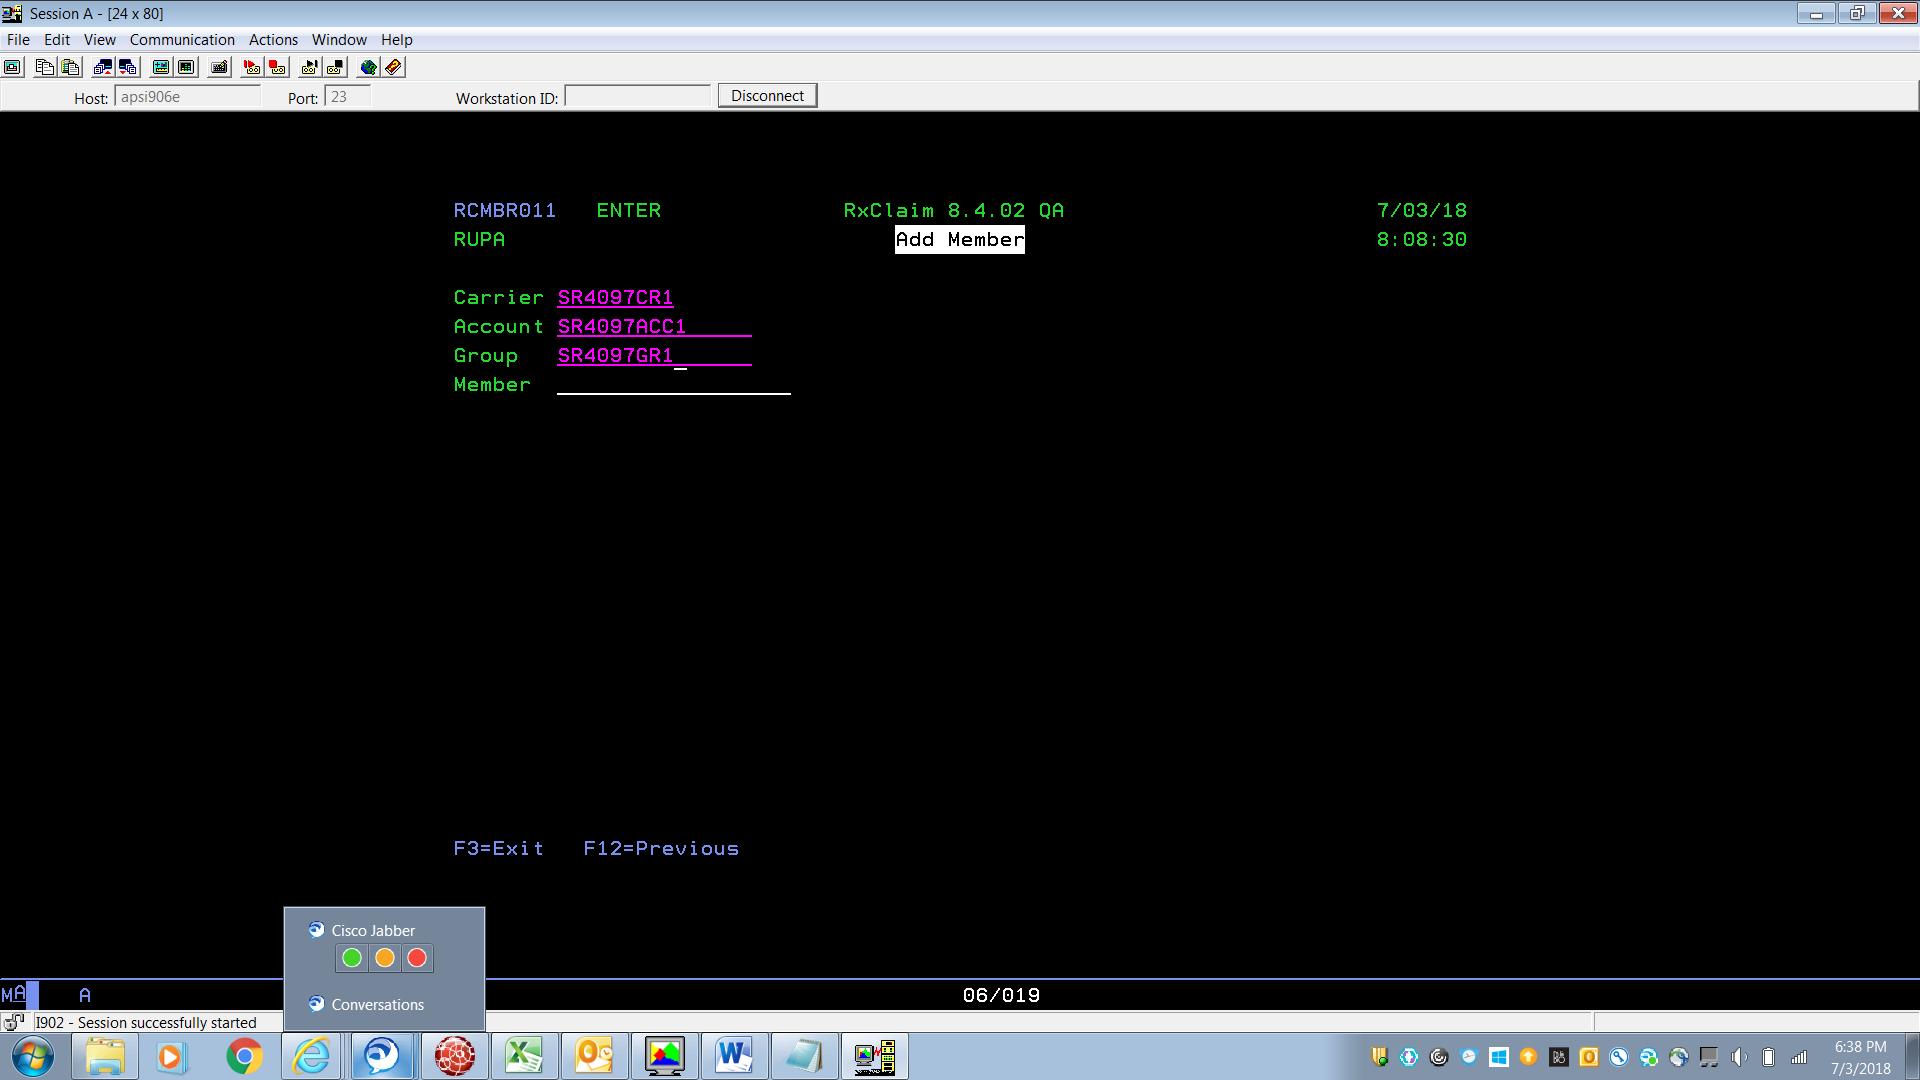 Session A - [24 x 80]
File Edit View Communication Actions Window Help
Host: apsi906e Port: 23 Workstation ID: Disconnect
RCMBR011 ENTER RxClaim 8.4.02 QA 7/03/18
RUPA Add Member 8:08:30
Carrier SR4097CR1
Account SR4097ACC1
Group SR4097GR1
Member
F3=Exit F12=Previous
Cisco Jabber
Conversations
MA A 06/019
I902 - Session successfully started
6:38 PM
7/3/2018